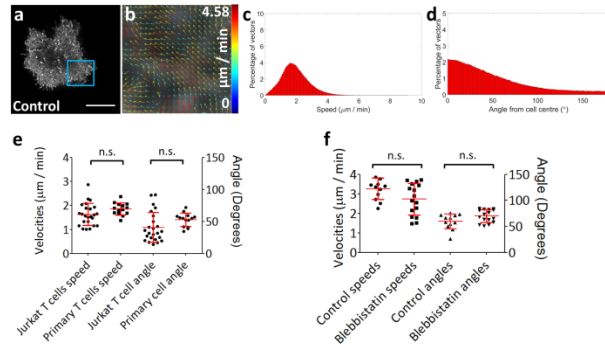 a
Control
b
4.58
μm / min
0
c
Percentage of vectors
10
8
6
4
2
0
0 2 4 6 8 10
Speed (μm / min)
d
Percentage of vectors
5
4
3
2
1
0
0 50 100 150
Angle from cell centre (°)
e
n.s. n.s.
Velocities (μm / min)
4
3
2
1
0
150
100
50
0
Angle (Degrees)
Jurkat T cells speed
Primary T cells speed
Jurkat T cell angle
Primary cell angle
f
n.s. n.s.
Velocities (μm / min)
4
3
2
1
0
150
100
50
0
Angle (Degrees)
Control speeds
Blebbistatin speeds
Control angles
Blebbistatin angles